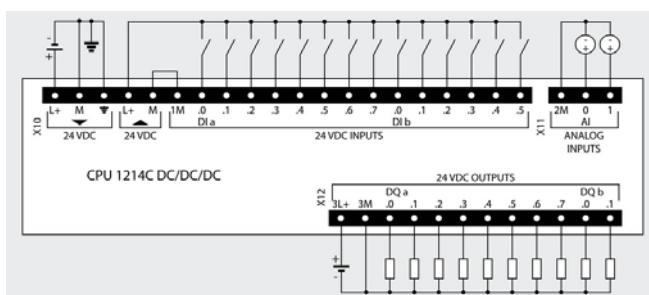 L+ M L+ M 1M .0 .1 .2 .3 .4 .5 .6 .7 .0 .1 .2 .3 .4 .5
X10
24 VDC
24 VDC
DI a
DI b
24 VDC INPUTS
X11
2M 0 1
AI
ANALOG
INPUTS
CPU 1214C DC/DC/DC
24 VDC OUTPUTS
X12
DQ a
DQ b
3L+ 3M .0 .1 .2 .3 .4 .5 .6 .7 .0 .1